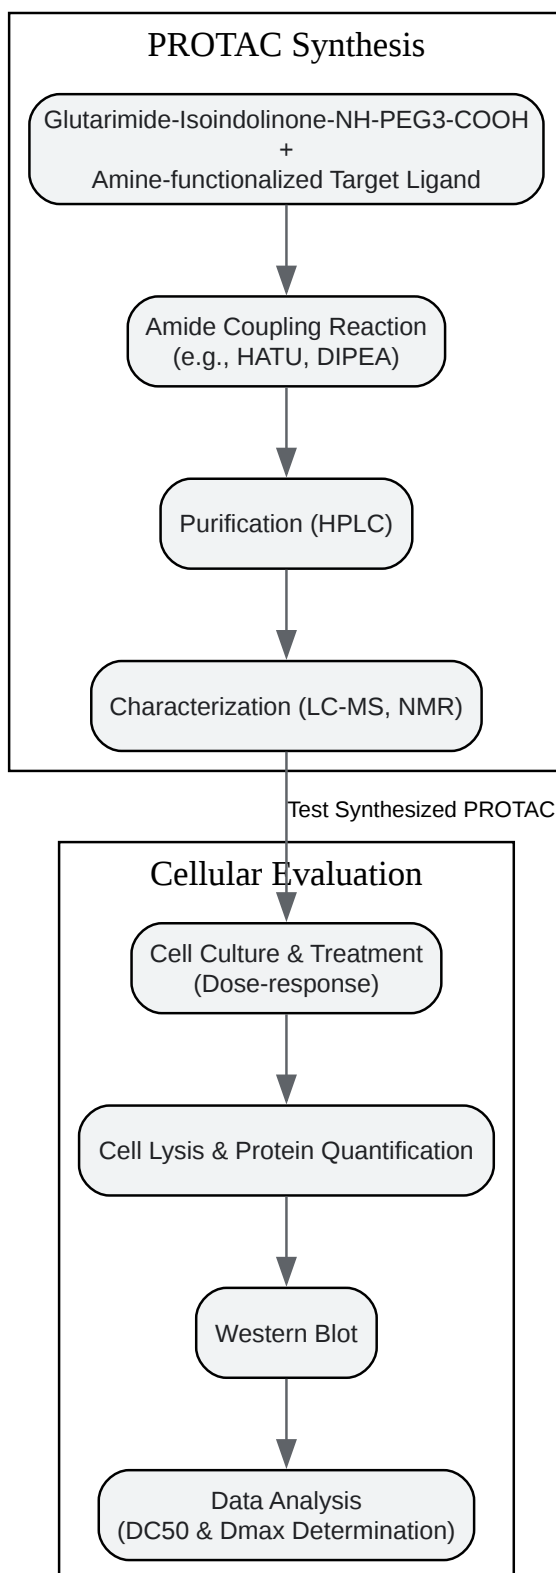 PROTAC Synthesis
Glutarimide-Isoindolinone-NH-PEG3-COOH
+
Amine-functionalized Target Ligand
Amide Coupling Reaction
(e.g., HATU, DIPEA)
Purification (HPLC)
Characterization (LC-MS, NMR)
Test Synthesized PROTAC
Cellular Evaluation
Cell Culture & Treatment
(Dose-response)
Cell Lysis & Protein Quantification
Western Blot
Data Analysis
(DC50 & Dmax Determination)